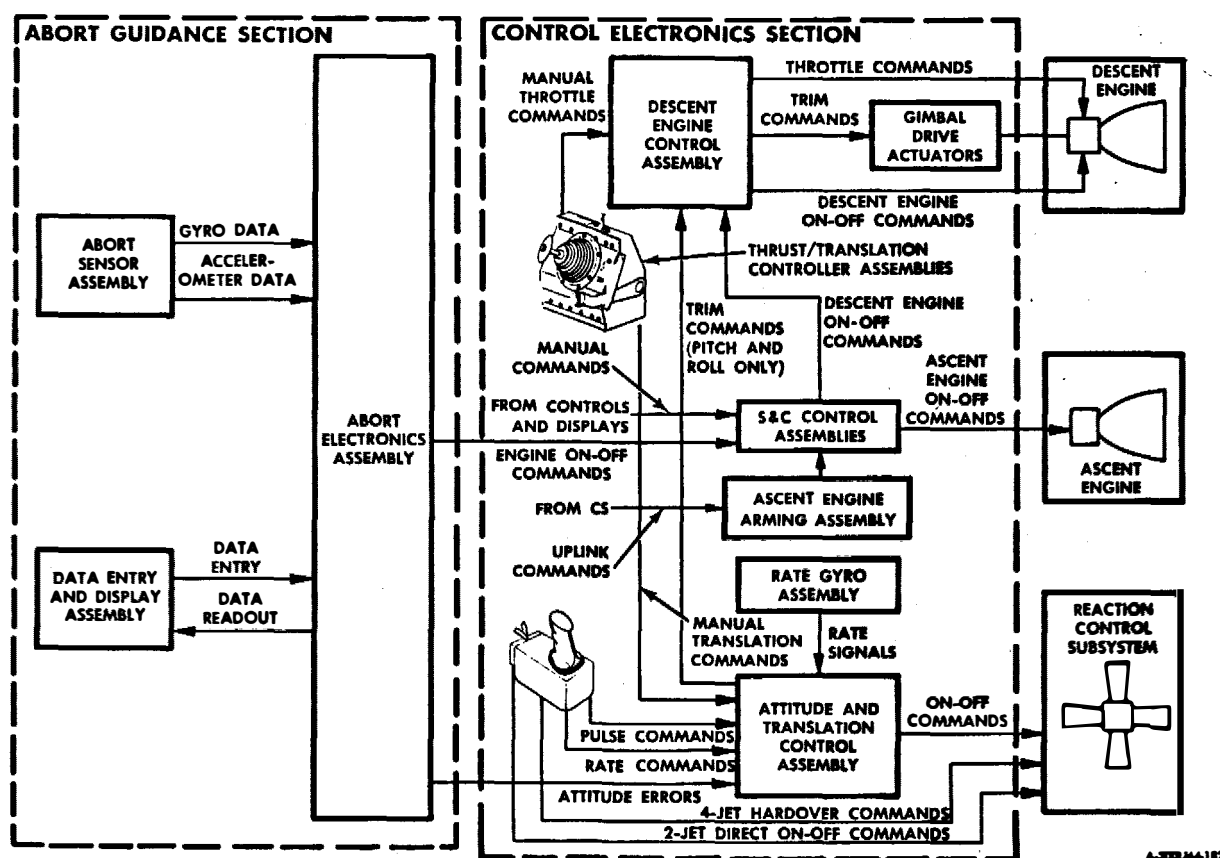 ABORT GUIDANCE SECTION
CONTROL ELECTRONICS SECTION
MANUAL
THROTTLE
COMMANDS
DESCENT
ENGINE
CONTROL
ASSEMBLY
THROTTLE COMMANDS
TRIM
COMMANDS
GIMBAL
DRIVE
ACTUATORS
DESCENT
ENGINE
DESCENT ENGINE
ON-OFF COMMANDS
ABORT
SENSOR
ASSEMBLY
GYRO DATA
ACCELER-
OMETER DATA
THRUST/TRANSLATION
CONTROLLER ASSEMBLIES
TRIM
COMMANDS
(PITCH AND
ROLL ONLY)
DESCENT ENGINE
ON-OFF
COMMANDS
MANUAL
COMMANDS
FROM CONTROLS
AND DISPLAYS
ABORT
ELECTRONICS
ASSEMBLY
ENGINE ON-OFF
COMMANDS
S&C CONTROL
ASSEMBLIES
ASCENT
ENGINE
ON-OFF
COMMANDS
ASCENT
ENGINE
FROM CS
ASCENT ENGINE
ARMING ASSEMBLY
UPLINK
COMMANDS
DATA ENTRY
AND DISPLAY
ASSEMBLY
DATA
ENTRY
DATA
READOUT
RATE GYRO
ASSEMBLY
MANUAL
TRANSLATION
COMMANDS
RATE
SIGNALS
REACTION
CONTROL
SUBSYSTEM
ATTITUDE AND
TRANSLATION
CONTROL
ASSEMBLY
ON-OFF
COMMANDS
PULSE COMMANDS
RATE COMMANDS
ATTITUDE ERRORS
4-JET HARDOVER COMMANDS
2-JET DIRECT ON-OFF COMMANDS